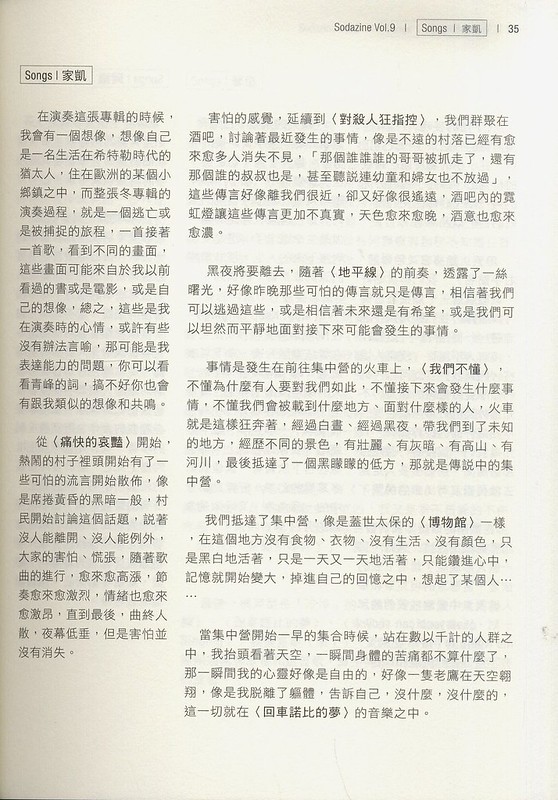 Sodazine Vol.9 | Songs | 家凱 | 35
Songs | 家凱
在演奏這張專輯的時候，
我會有一個想像，想像自己
是一名生活在希特勒時代的
猶太人，住在歐洲的某個小
鄉鎮之中，而整張冬專輯的
演奏過程，就是一個逃亡或
是被捕捉的旅程，一首接著
一首歌，看到不同的畫面，
這些畫面可能來自於我以前
看過的書或是電影，或是自
己的想像，總之，這些是我
在演奏時的心情，或許有些
沒有辦法言喻，那可能是我
表達能力的問題，你可以看
看青峰的詞，搞不好你也會
有跟我類似的想像和共鳴。
從〈痛快的哀豔〉開始，
熱鬧的村子裡頭開始有了一
些可怕的流言開始散佈，像
是席捲黃昏的黑暗一般，村
民開始討論這個話題，説著
沒人能離開、沒人能例外，
大家的害怕、慌張，隨著歌
曲的進行，愈來愈高漲，節
奏愈來愈激烈，情緒也愈來
愈激昂，直到最後，曲終人
散，夜幕低垂，但是害怕並
沒有消失。
害怕的感覺，延續到〈對殺人狂指控〉，我們群聚在
酒吧，討論著最近發生的事情，像是不遠的村落已經有愈
來愈多人消失不見，「那個誰誰誰的哥哥被抓走了，還有
那個誰的叔叔也是，甚至聽説連幼童和婦女也不放過」，
這些傳言好像離我們很近，卻又好像很遙遠，酒吧內的霓
虹燈讓這些傳言更加不真實，天色愈來愈晚，酒意也愈來
愈濃。
黑夜將要離去，隨著〈地平線〉的前奏，透露了一絲
曙光，好像昨晚那些可怕的傳言就只是傳言，相信著我們
可以逃過這些，或是相信著未來還是有希望，或是我們可
以坦然而平靜地面對接下來可能會發生的事情。
事情是發生在前往集中營的火車上，〈我們不懂〉，
不懂為什麼有人要對我們如此，不懂接下來會發生什麼事
情，不懂我們會被載到什麼地方、面對什麼樣的人，火車
就是這樣狂奔著，經過白晝、經過黑夜，帶我們到了未知
的地方，經歷不同的景色，有壯麗、有灰暗、有高山、有
河川，最後抵達了一個黑矇矇的低方，那就是傳説中的集
中營。
我們抵達了集中營，像是蓋世太保的〈博物館〉一樣
，在這個地方沒有食物、衣物、沒有生活、沒有顏色，只
是黑白地活著，只是一天又一天地活著，只能鑽進心中，
記憶就開始變大，掉進自己的回憶之中，想起了某個人⋯
⋯
當集中營開始一早的集合時候，站在數以千計的人群之
中，我抬頭看著天空，一瞬間身體的苦痛都不算什麼了，
那一瞬間我的心靈好像是自由的，好像一隻老鷹在天空翱
翔，像是我脱離了軀體，告訴自己，沒什麼，沒什麼的，
這一切就在〈回車諾比的夢〉的音樂之中。